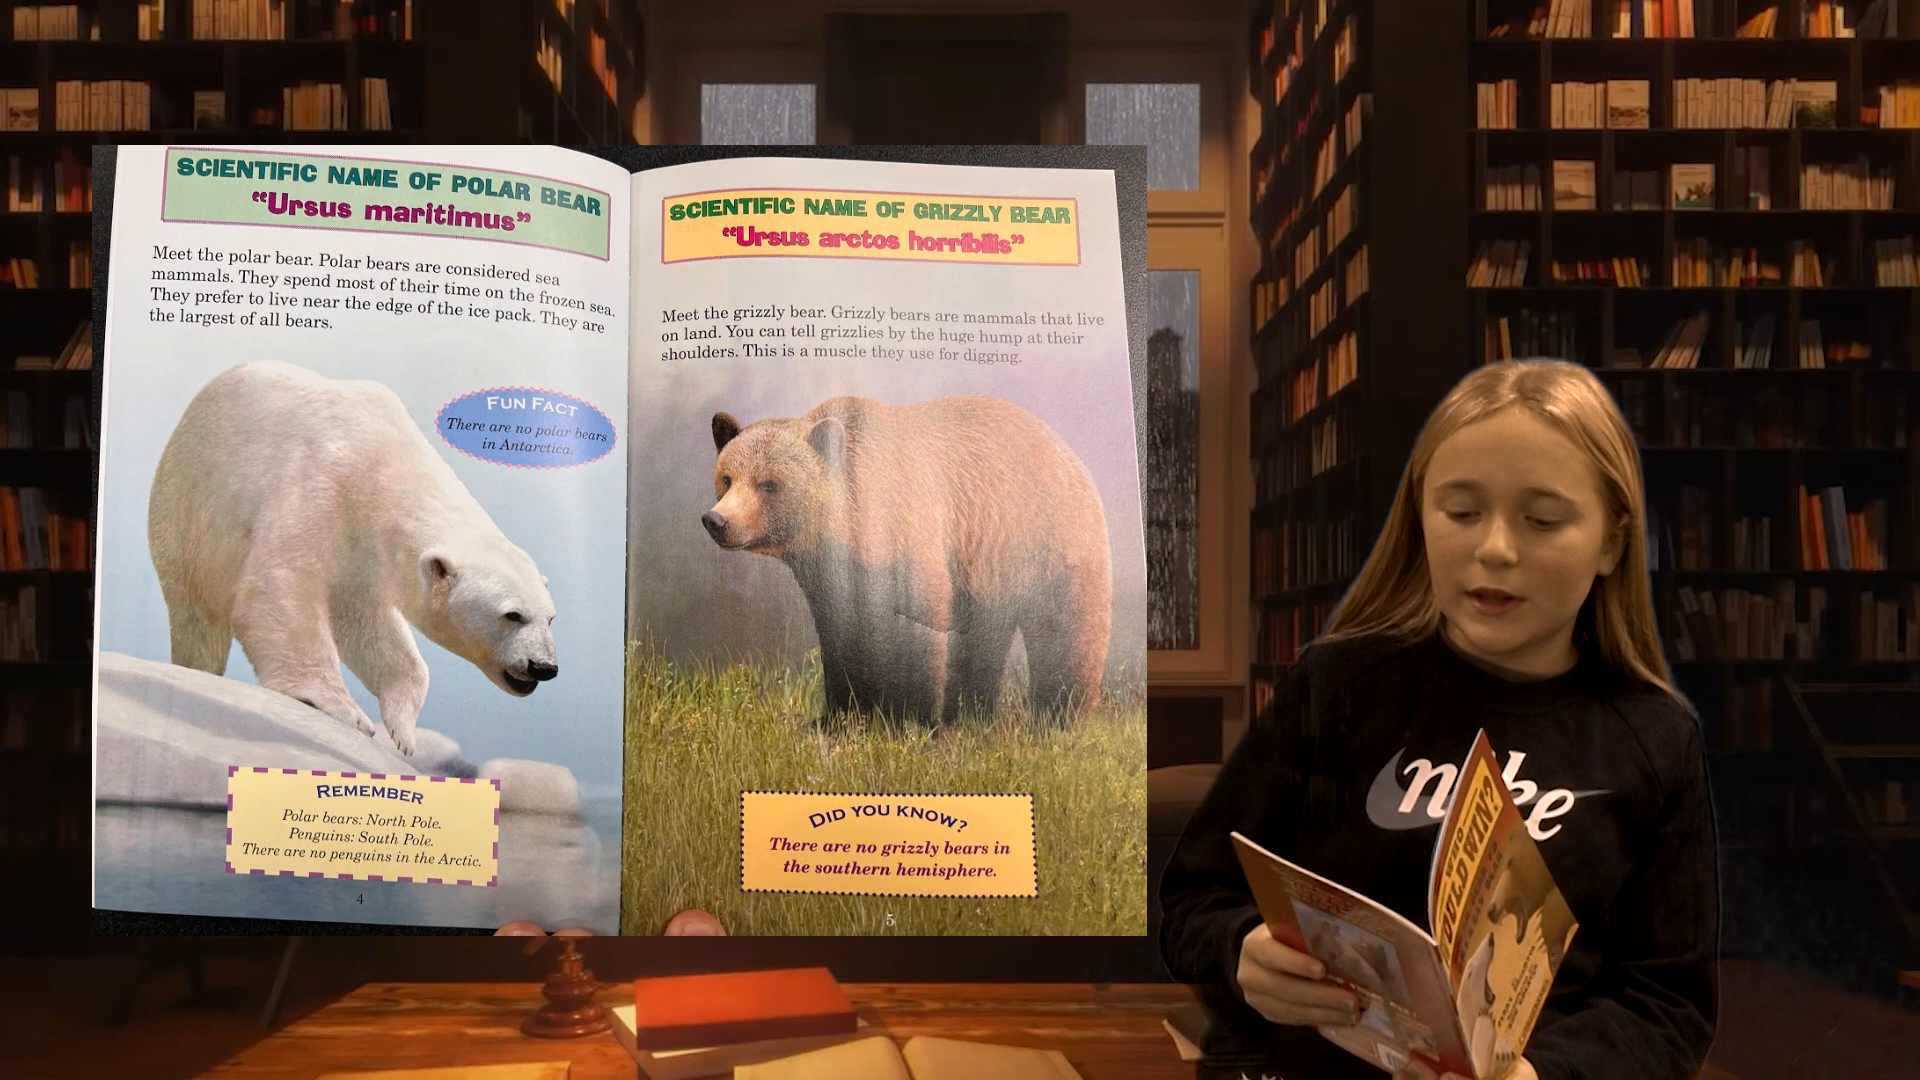 SCIENTIFIC NAME OF POLAR BEAR
“Ursus maritimus”
Meet the polar bear. Polar bears are considered sea
mammals. They spend most of their time on the frozen sea.
They prefer to live near the edge of the ice pack. They are
the largest of all bears.
FUN FACT
There are no polar bears
in Antarctica.
REMEMBER
Polar bears: North Pole.
Penguins: South Pole.
There are no penguins in the Arctic.
4
SCIENTIFIC NAME OF GRIZZLY BEAR
“Ursus arctos horribilis”
Meet the grizzly bear. Grizzly bears are mammals that live
on land. You can tell grizzlies by the huge hump at their
shoulders. This is a muscle they use for digging.
DID YOU KNOW?
There are no grizzly bears in
the southern hemisphere.
5
WHO
WOULD WIN?